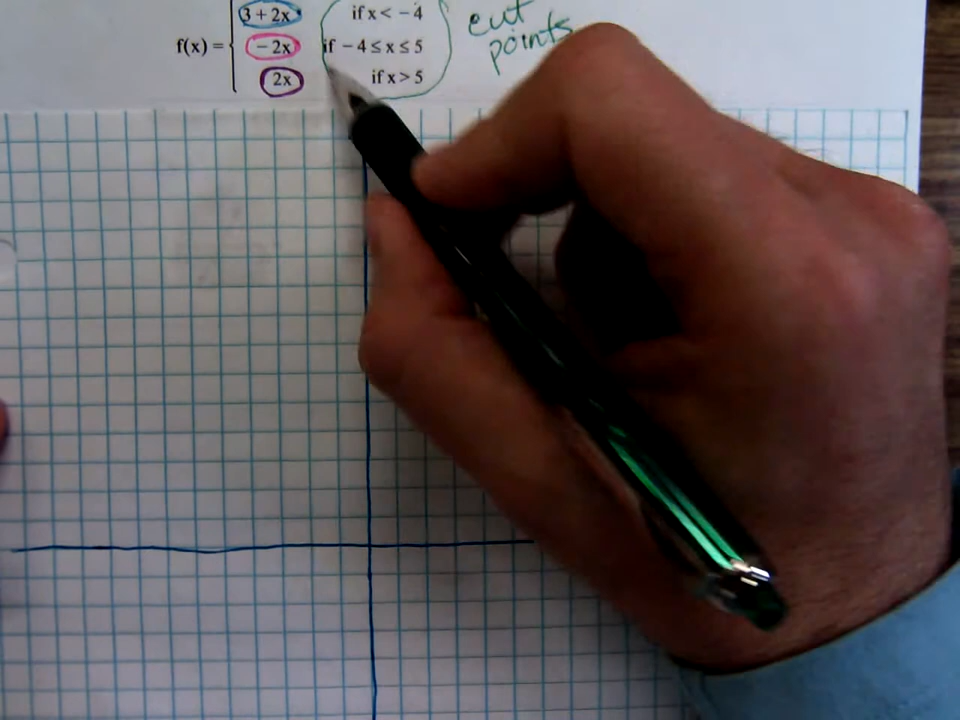 3 + 2x if x < -4
f(x) = -2x if -4 ≤ x ≤ 5
2x if x > 5
cut
points